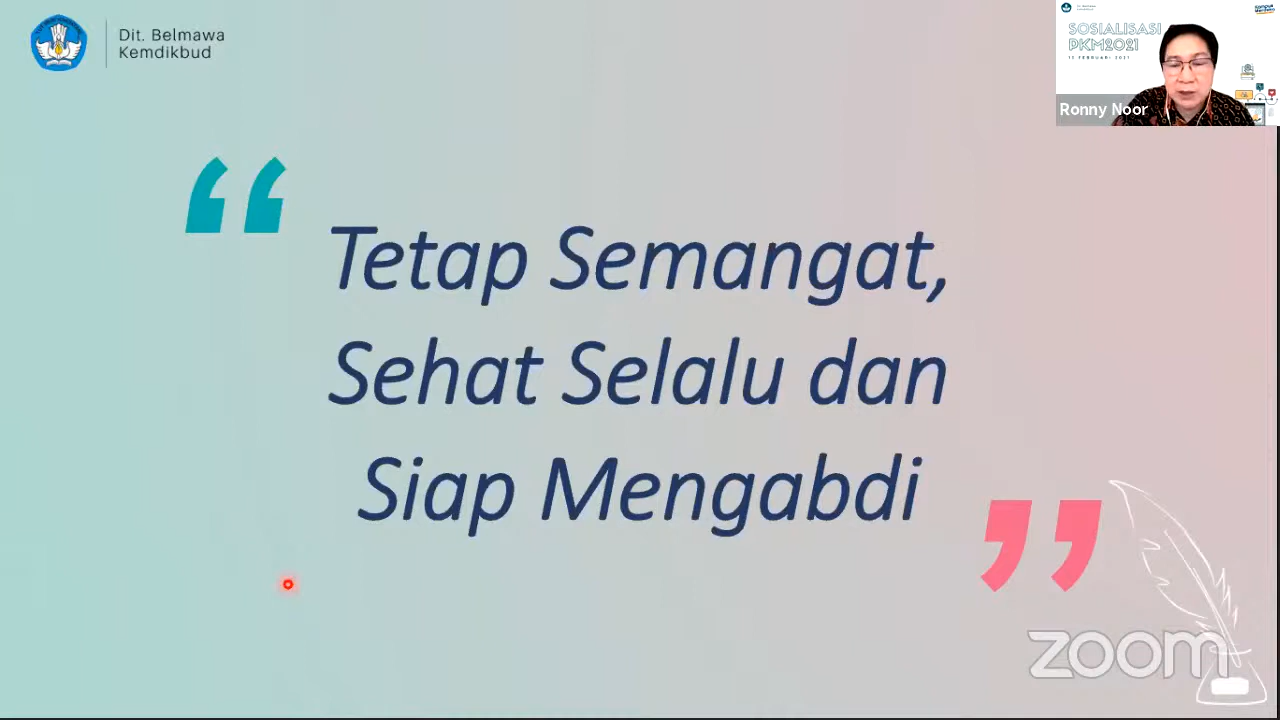 Dit. Belmawa
Kemdikbud
SOSIALISASI
PKM2021
Ronny Noor
Tetap Semangat,
Sehat Selalu dan
Siap Mengabdi
zoom